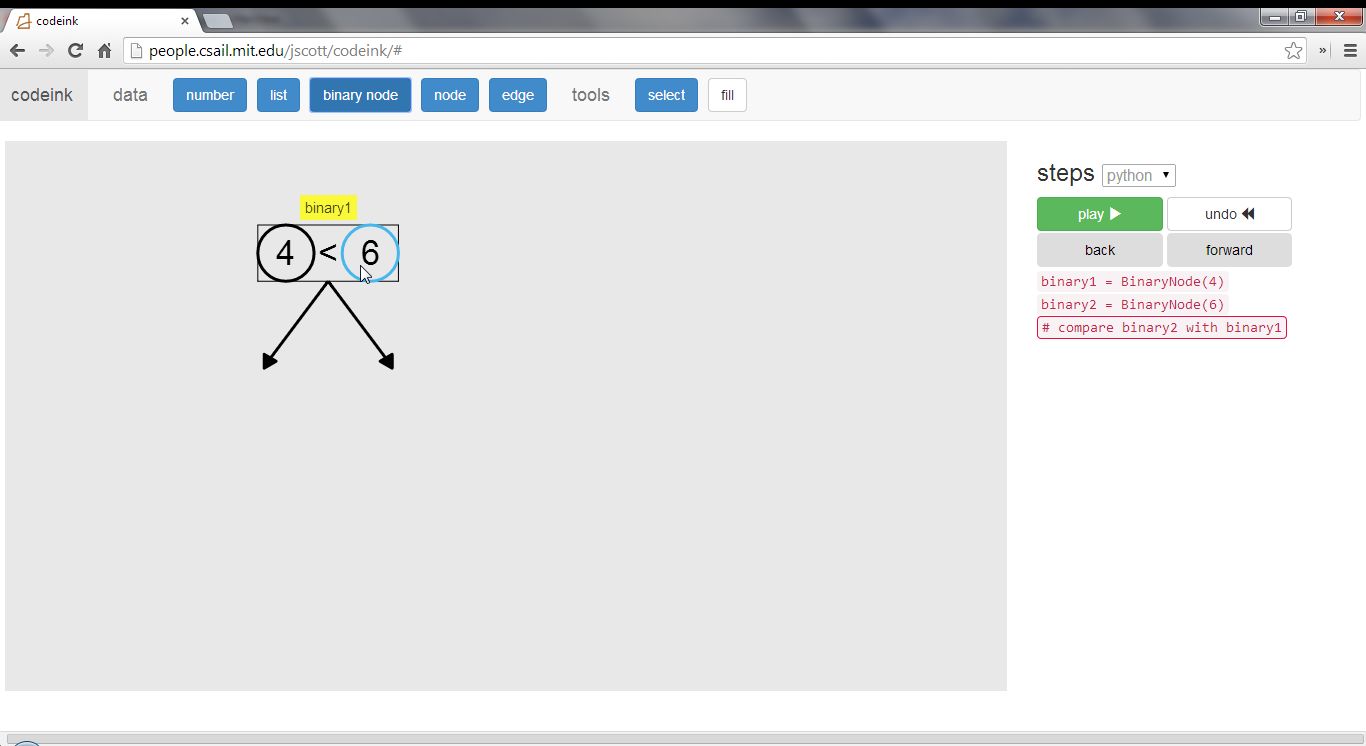 codeink
people.csail.mit.edu/jscott/codeink/#
codeink data number list binary node node edge tools select fill
steps python
play undo
back forward
binary1 = BinaryNode(4)
binary2 = BinaryNode(6)
# compare binary2 with binary1
binary1
4 < 6